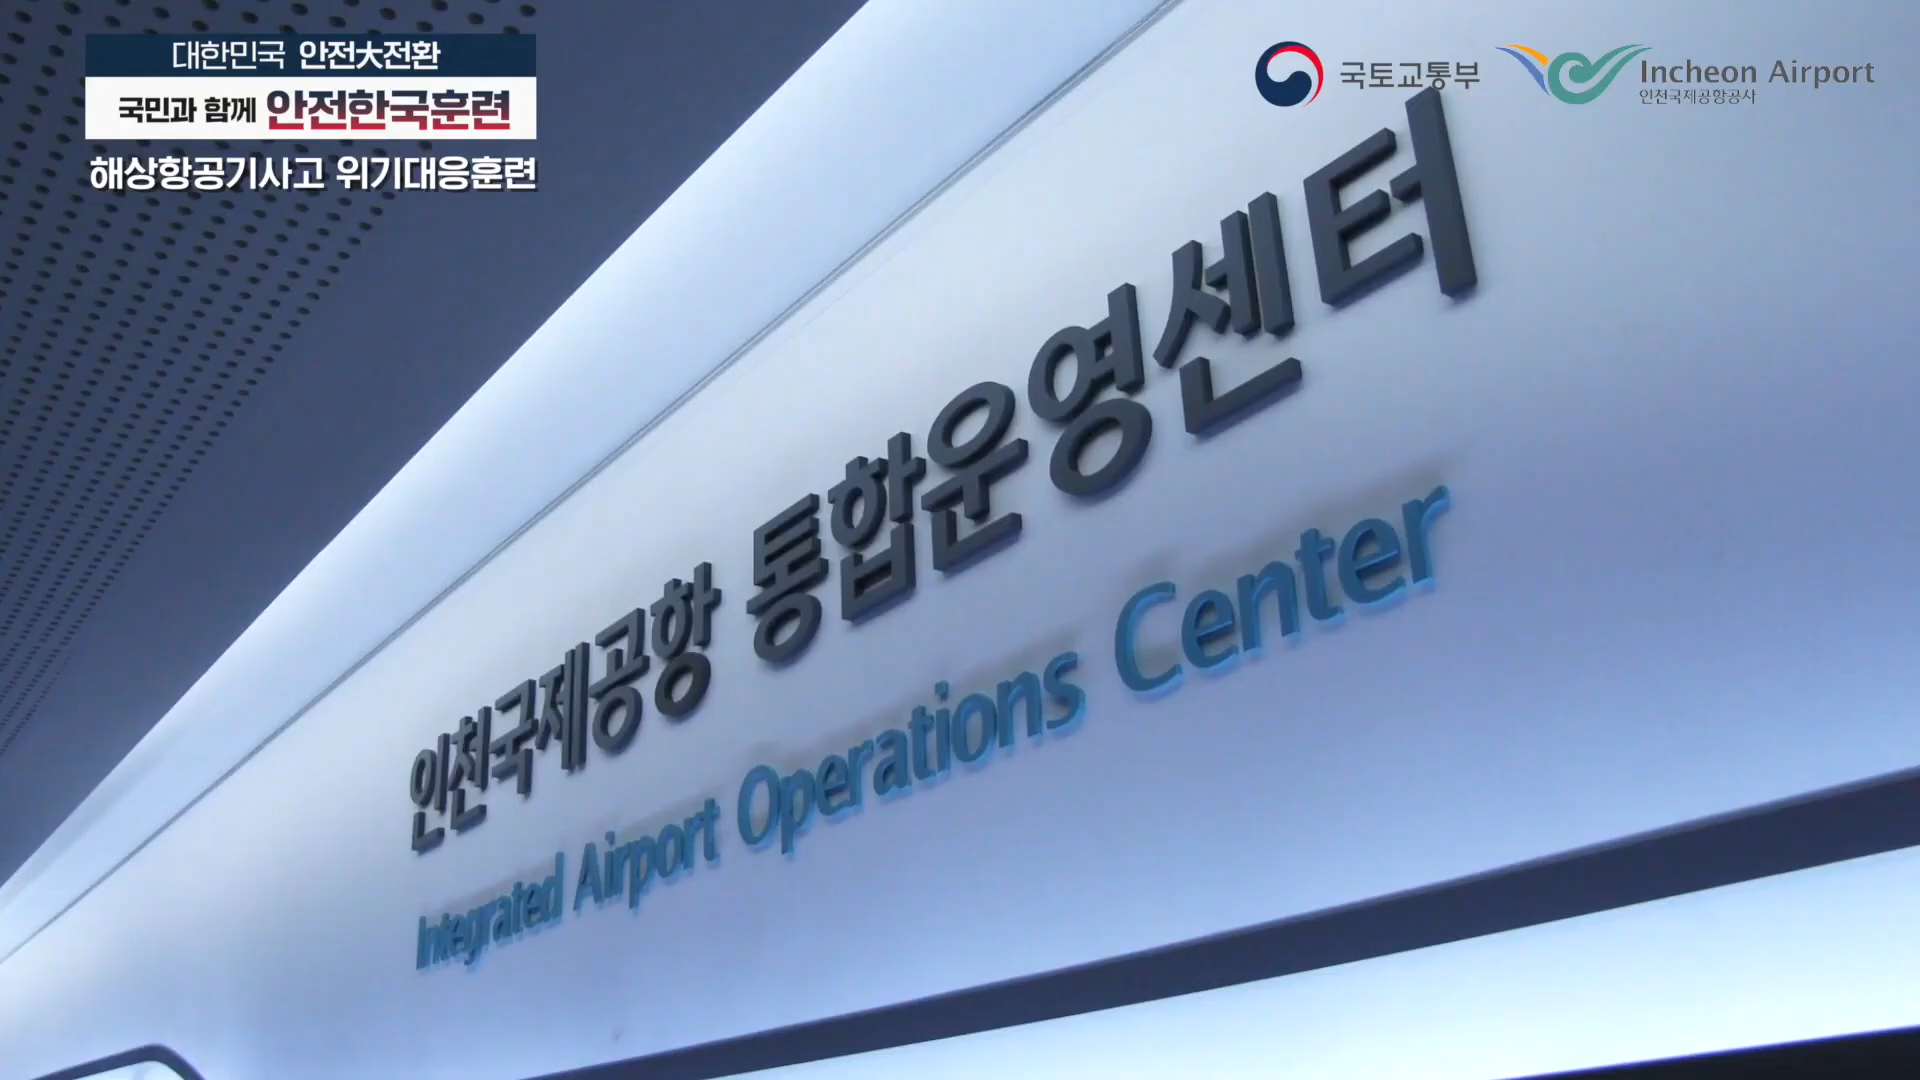 대한민국 안전大전환
국민과 함께 안전한국훈련
해상항공기사고 위기대응훈련
국토교통부
Incheon Airport
인천국제공항공사
인천국제공항 통합운영센터
Integrated Airport Operations Center